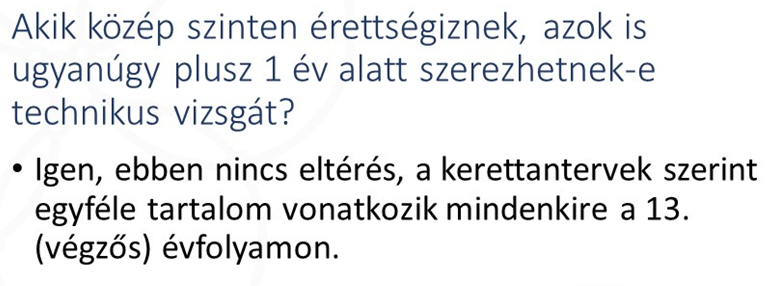 Akik közép szinten érettségiznek, azok is
ugyanúgy plusz 1 év alatt szerezhetnek-e
technikus vizsgát?
• Igen, ebben nincs eltérés, a kerettantervek szerint
egyféle tartalom vonatkozik mindenkire a 13.
(végzős) évfolyamon.